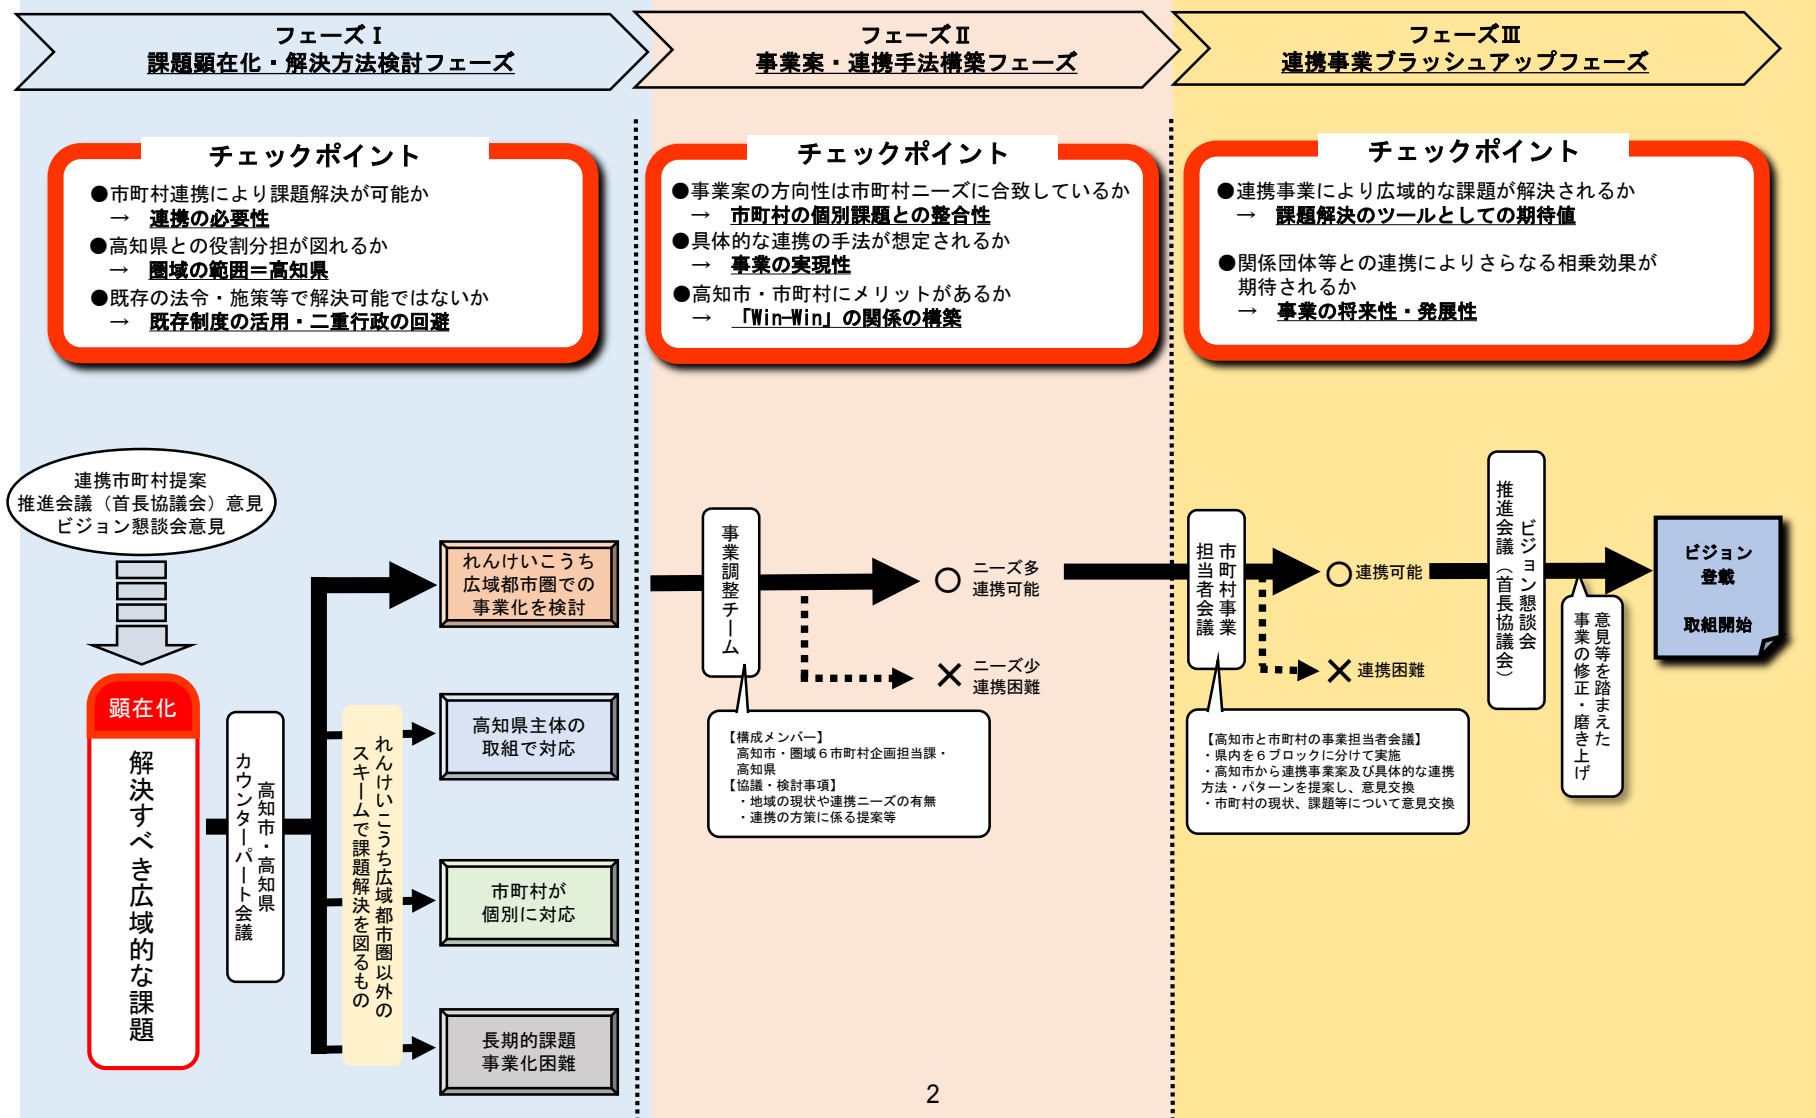 フェーズⅠ
課題顕在化・解決方法検討フェーズ
フェーズⅡ
事業案・連携手法構築フェーズ
フェーズⅢ
連携事業ブラッシュアップフェーズ
チェックポイント
●市町村連携により課題解決が可能か
→ 連携の必要性
●高知県との役割分担が図れるか
→ 圏域の範囲＝高知県
●既存の法令・施策等で解決可能ではないか
→ 既存制度の活用・二重行政の回避
チェックポイント
●事業案の方向性は市町村ニーズに合致しているか
→ 市町村の個別課題との整合性
●具体的な連携の手法が想定されるか
→ 事業の実現性
●高知市・市町村にメリットがあるか
→ 「Win-Win」の関係の構築
チェックポイント
●連携事業により広域的な課題が解決されるか
→ 課題解決のツールとしての期待値
●関係団体等との連携によりさらなる相乗効果が
期待されるか
→ 事業の将来性・発展性
連携市町村提案
推進会議（首長協議会）意見
ビジョン懇談会意見
顕在化
解決すべき広域的な課題
高知市・高知県
カウンターパート会議
れんけいこうち広域都市圏以外の
スキームで課題解決を図るもの
れんけいこうち
広域都市圏での
事業化を検討
高知県主体の
取組で対応
市町村が
個別に対応
長期的課題
事業化困難
事業調整チーム
○ ニーズ多
連携可能
× ニーズ少
連携困難
【構成メンバー】
高知市・圏域６市町村企画担当課・
高知県
【協議・検討事項】
・地域の現状や連携ニーズの有無
・連携の方策に係る提案等
市町村事業
担当者会議
○連携可能
×連携困難
【高知市と市町村の事業担当者会議】
・県内を６ブロックに分けて実施
・高知市から連携事業案及び具体的な連携
方法・パターンを提案し、意見交換
・市町村の現状、課題等について意見交換
ビジョン懇談会
推進会議（首長協議会）
意見等を踏まえた
事業の修正・磨き上げ
ビジョン
登載
取組開始
2